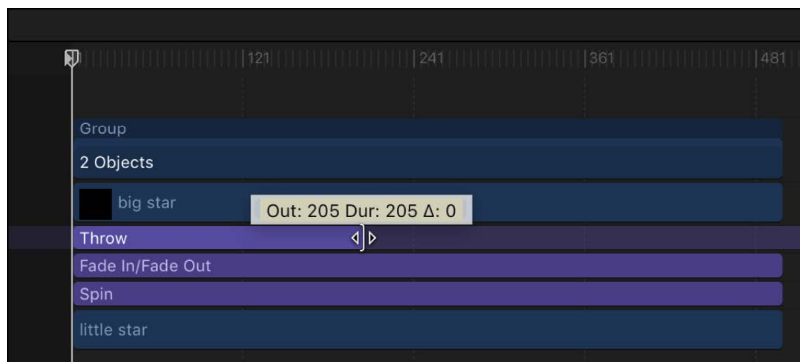 121 241 361 481
Group
2 Objects
big star
Out: 205 Dur: 205 Δ: 0
Throw
Fade In/Fade Out
Spin
little star